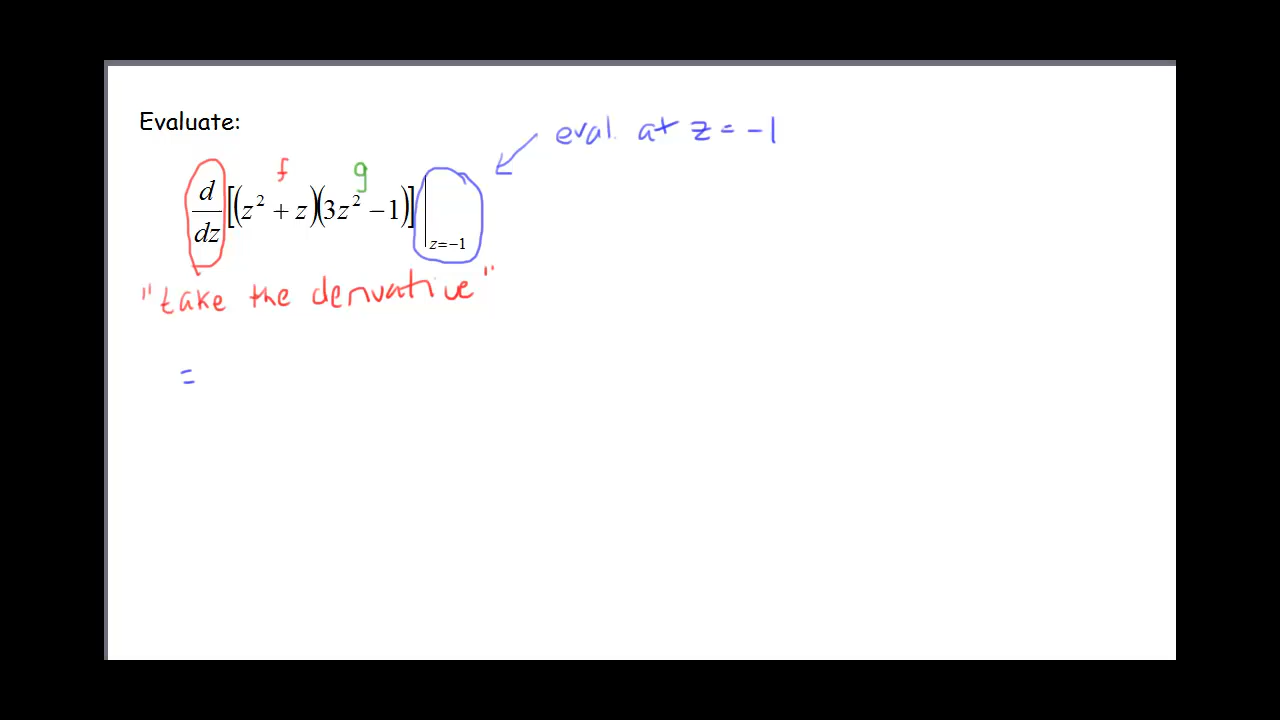 Evaluate:
eval. at z = -1
f g
d/dz [(z² + z)(3z² − 1)] |z=−1
"take the derivative"
=